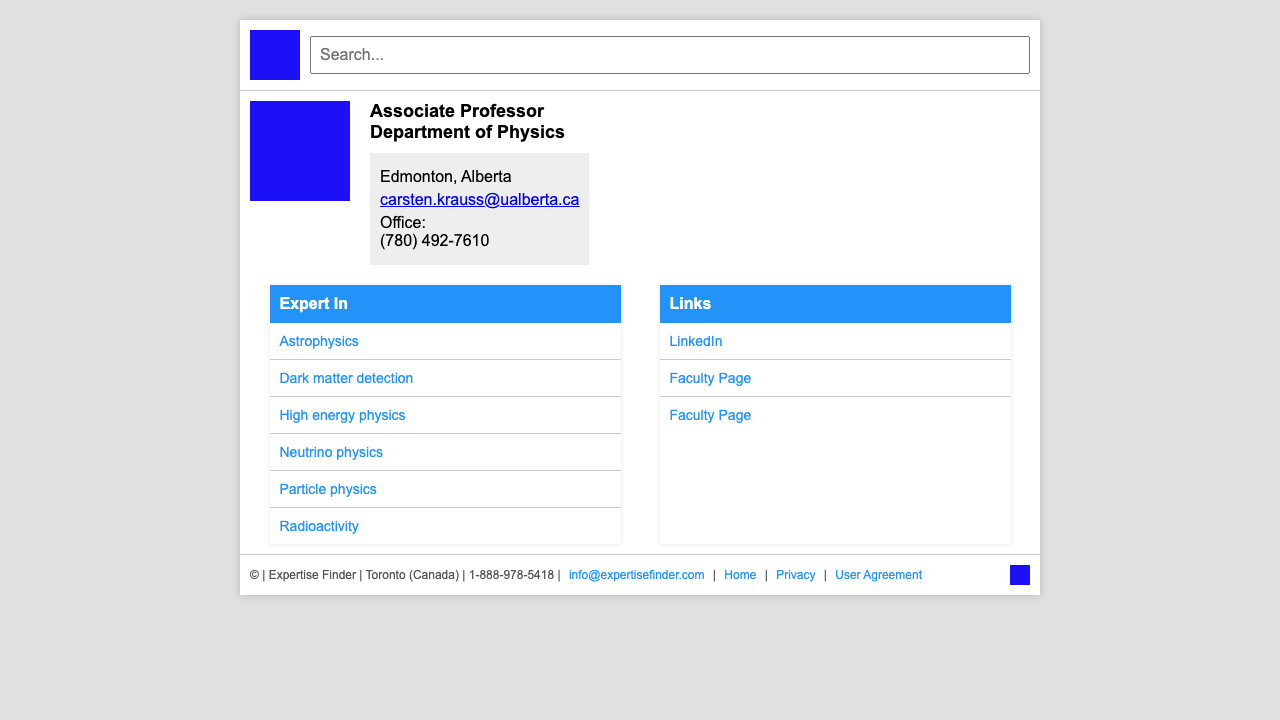 Search...
Associate Professor
Department of Physics
Edmonton, Alberta
carsten.krauss@ualberta.ca
Office:
(780) 492-7610
Expert In
Astrophysics
Dark matter detection
High energy physics
Neutrino physics
Particle physics
Radioactivity
Links
LinkedIn
Faculty Page
Faculty Page
© | Expertise Finder | Toronto (Canada) | 1-888-978-5418 | info@expertisefinder.com | Home | Privacy | User Agreement